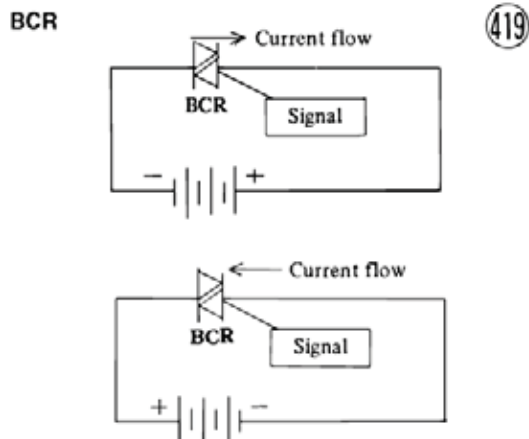 BCR
419
Current flow
BCR
Signal
− +
Current flow
BCR
Signal
+ −